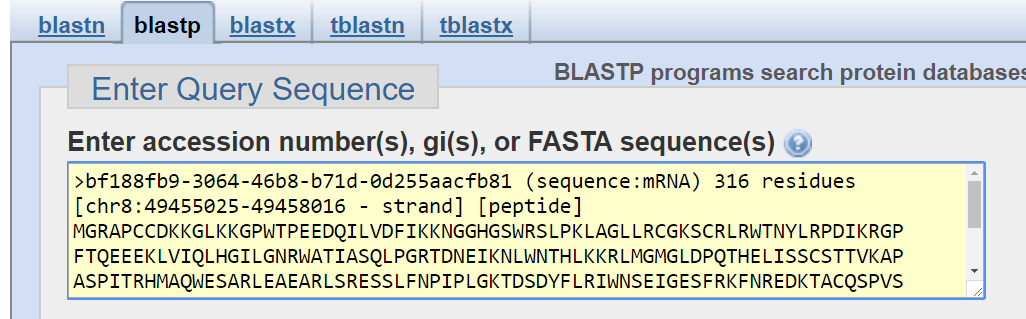 blastn blastp blastx tblastn tblastx
BLASTP programs search protein databases
Enter Query Sequence
Enter accession number(s), gi(s), or FASTA sequence(s) ?
>bf188fb9-3064-46b8-b71d-0d255aacfb81 (sequence:mRNA) 316 residues
[chr8:49455025-49458016 - strand] [peptide]
MGRAPCCDKKGLKKGPWTPEEDQILVDFIKKNGGHGSWRSLPKLAGLLRCGKSCRLRWTNYLRPDIKRGP
FTQEEEKLVIQLHGILGNRWATIASQLPGRTDNEIKNLWNTHLKKRLMGMGLDPQTHELISSCSTTVKAP
ASPITRHMAQWESARLEAEARLSRESSLFNPIPLGKTDSDYFLRIWNSEIGESFRKFNREDKTACQSPVS